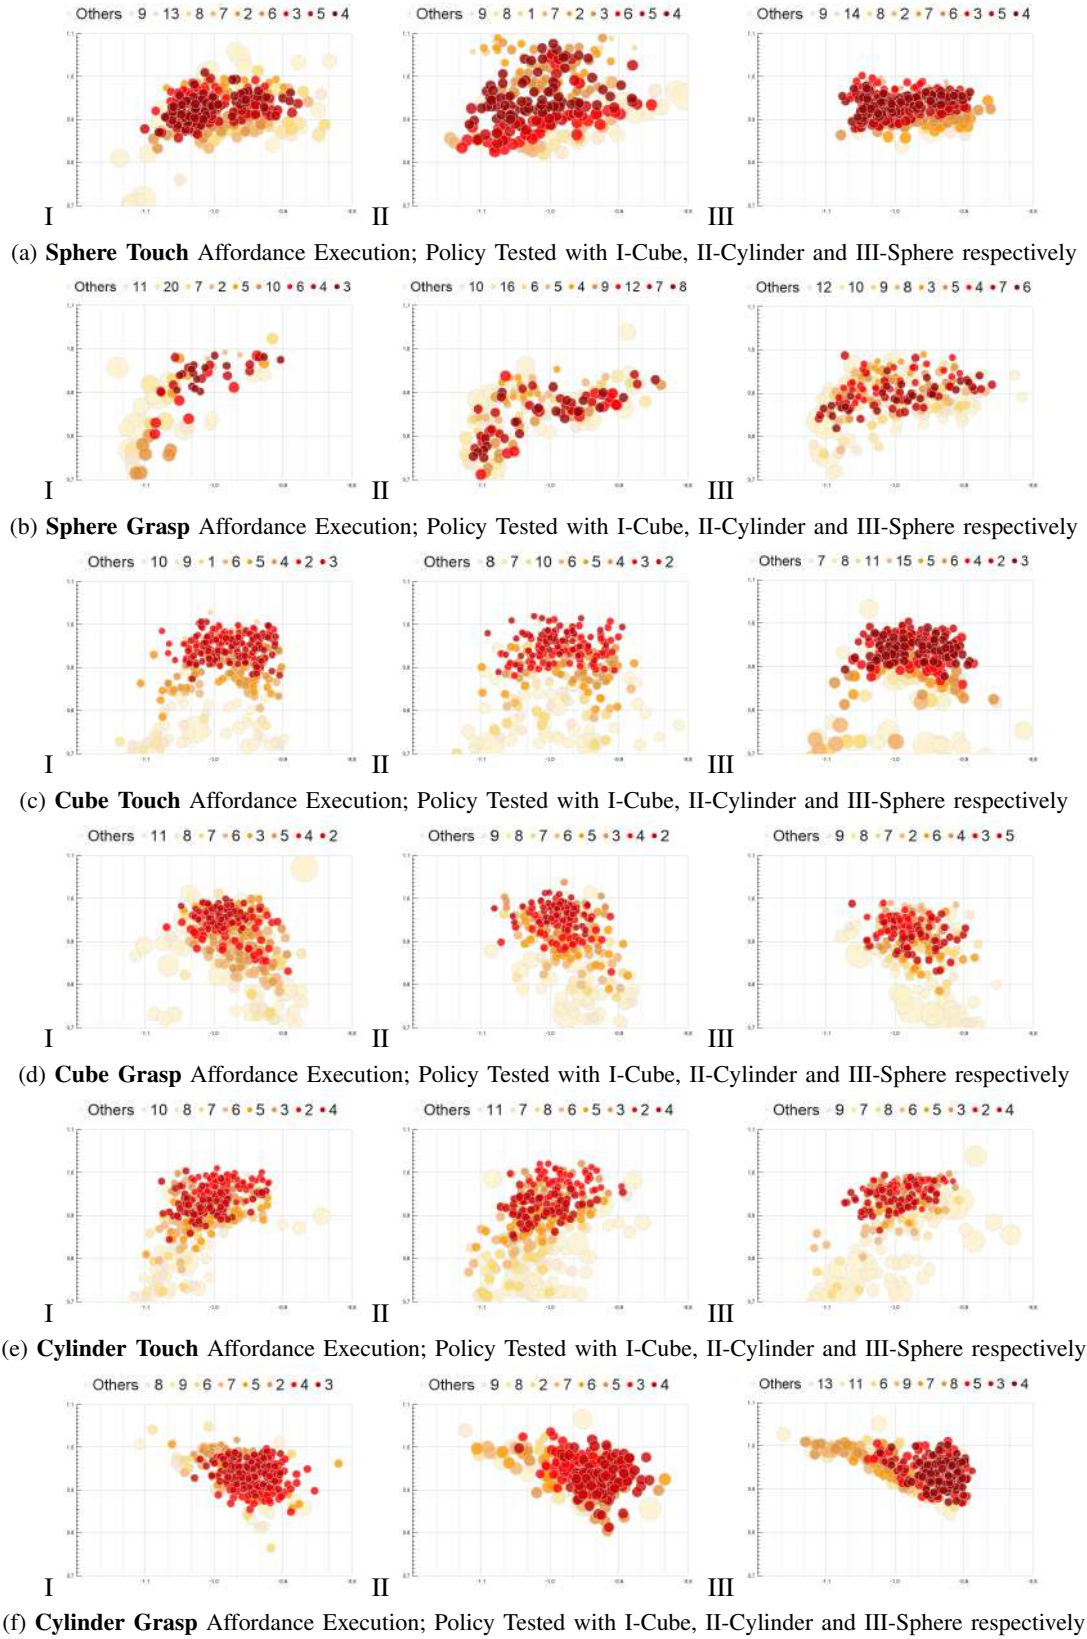 Others 9 13 8 7 2 6 3 5 4
Others 9 8 1 7 2 3 6 5 4
Others 9 14 8 2 7 6 3 5 4
I
II
III
(a) Sphere Touch Affordance Execution; Policy Tested with I-Cube, II-Cylinder and III-Sphere respectively
Others 11 20 7 2 5 10 6 4 3
Others 10 16 6 5 4 9 12 7 8
Others 12 10 9 8 3 5 4 7 6
I
II
III
(b) Sphere Grasp Affordance Execution; Policy Tested with I-Cube, II-Cylinder and III-Sphere respectively
Others 10 9 1 6 5 4 2 3
Others 8 7 10 6 5 4 3 2
Others 7 8 11 15 5 6 4 2 3
I
II
III
(c) Cube Touch Affordance Execution; Policy Tested with I-Cube, II-Cylinder and III-Sphere respectively
Others 11 8 7 6 3 5 4 2
Others 9 8 7 6 5 3 4 2
Others 9 8 7 2 6 4 3 5
I
II
III
(d) Cube Grasp Affordance Execution; Policy Tested with I-Cube, II-Cylinder and III-Sphere respectively
Others 10 8 7 6 5 3 2 4
Others 11 7 8 6 5 3 2 4
Others 9 7 8 6 5 3 2 4
I
II
III
(e) Cylinder Touch Affordance Execution; Policy Tested with I-Cube, II-Cylinder and III-Sphere respectively
Others 8 9 6 7 5 2 4 3
Others 9 8 2 7 6 5 3 4
Others 13 11 6 9 7 8 5 3 4
I
II
III
(f) Cylinder Grasp Affordance Execution; Policy Tested with I-Cube, II-Cylinder and III-Sphere respectively